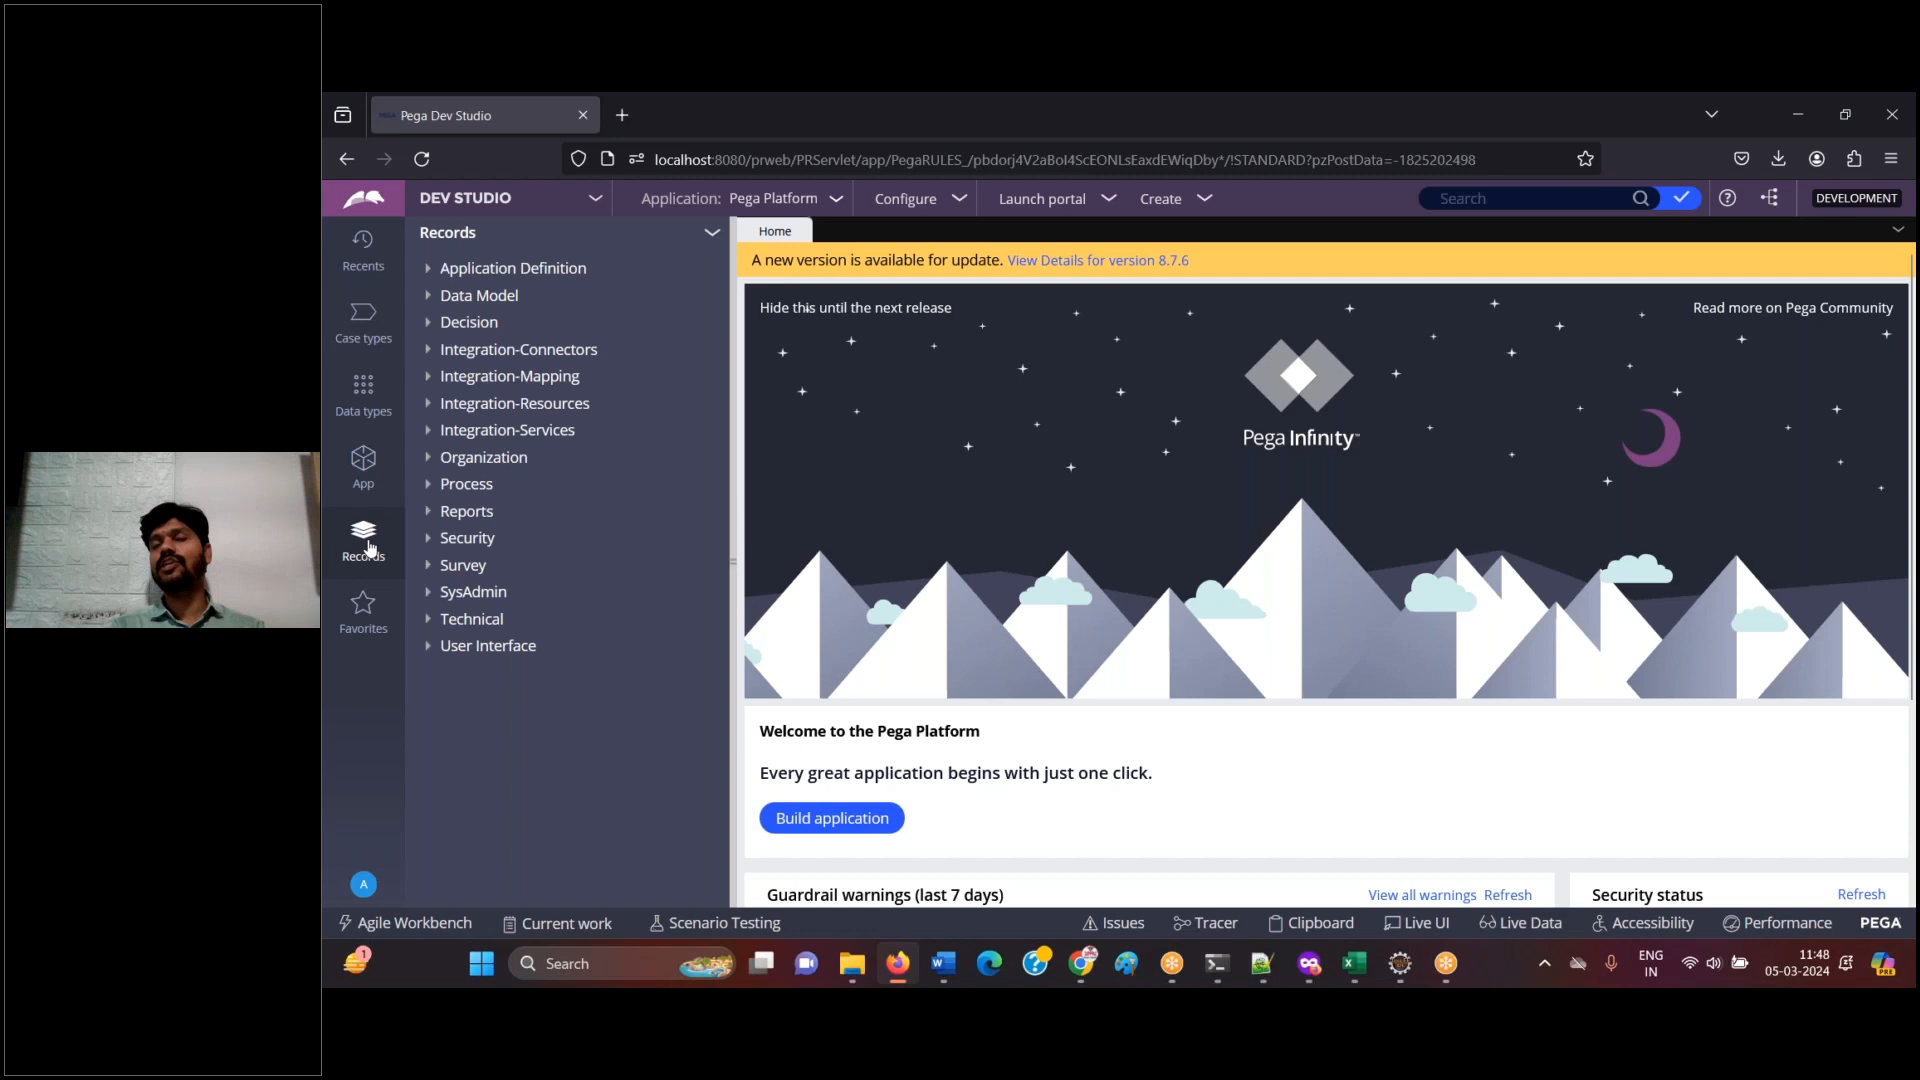 Pega Dev Studio
localhost:8080/prweb/PRServlet/app/PegaRULES_/pbdorj4V2aBoI4ScEONLsEaxdEWiqDby*/!STANDARD?pzPostData=-1825202498
DEV STUDIO
Application: Pega Platform
Configure
Launch portal
Create
Search
DEVELOPMENT
Recents
Case types
Data types
App
Records
Favorites
A
Records
Application Definition
Data Model
Decision
Integration-Connectors
Integration-Mapping
Integration-Resources
Integration-Services
Organization
Process
Reports
Security
Survey
SysAdmin
Technical
User Interface
Home
A new version is available for update. View Details for version 8.7.6
Hide this until the next release
Read more on Pega Community
Pega Infinity™
Welcome to the Pega Platform
Every great application begins with just one click.
Build application
Guardrail warnings (last 7 days)
View all warnings Refresh
Security status
Refresh
Agile Workbench
Current work
Scenario Testing
Issues
Tracer
Clipboard
Live UI
Live Data
Accessibility
Performance
PEGA
1
Search
ENG
IN
11:48
05-03-2024